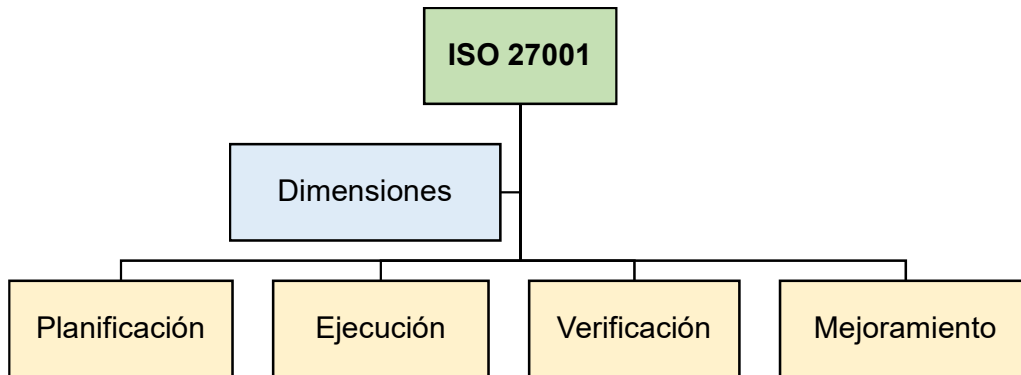 ISO 27001
Dimensiones
Planificación
Ejecución
Verificación
Mejoramiento